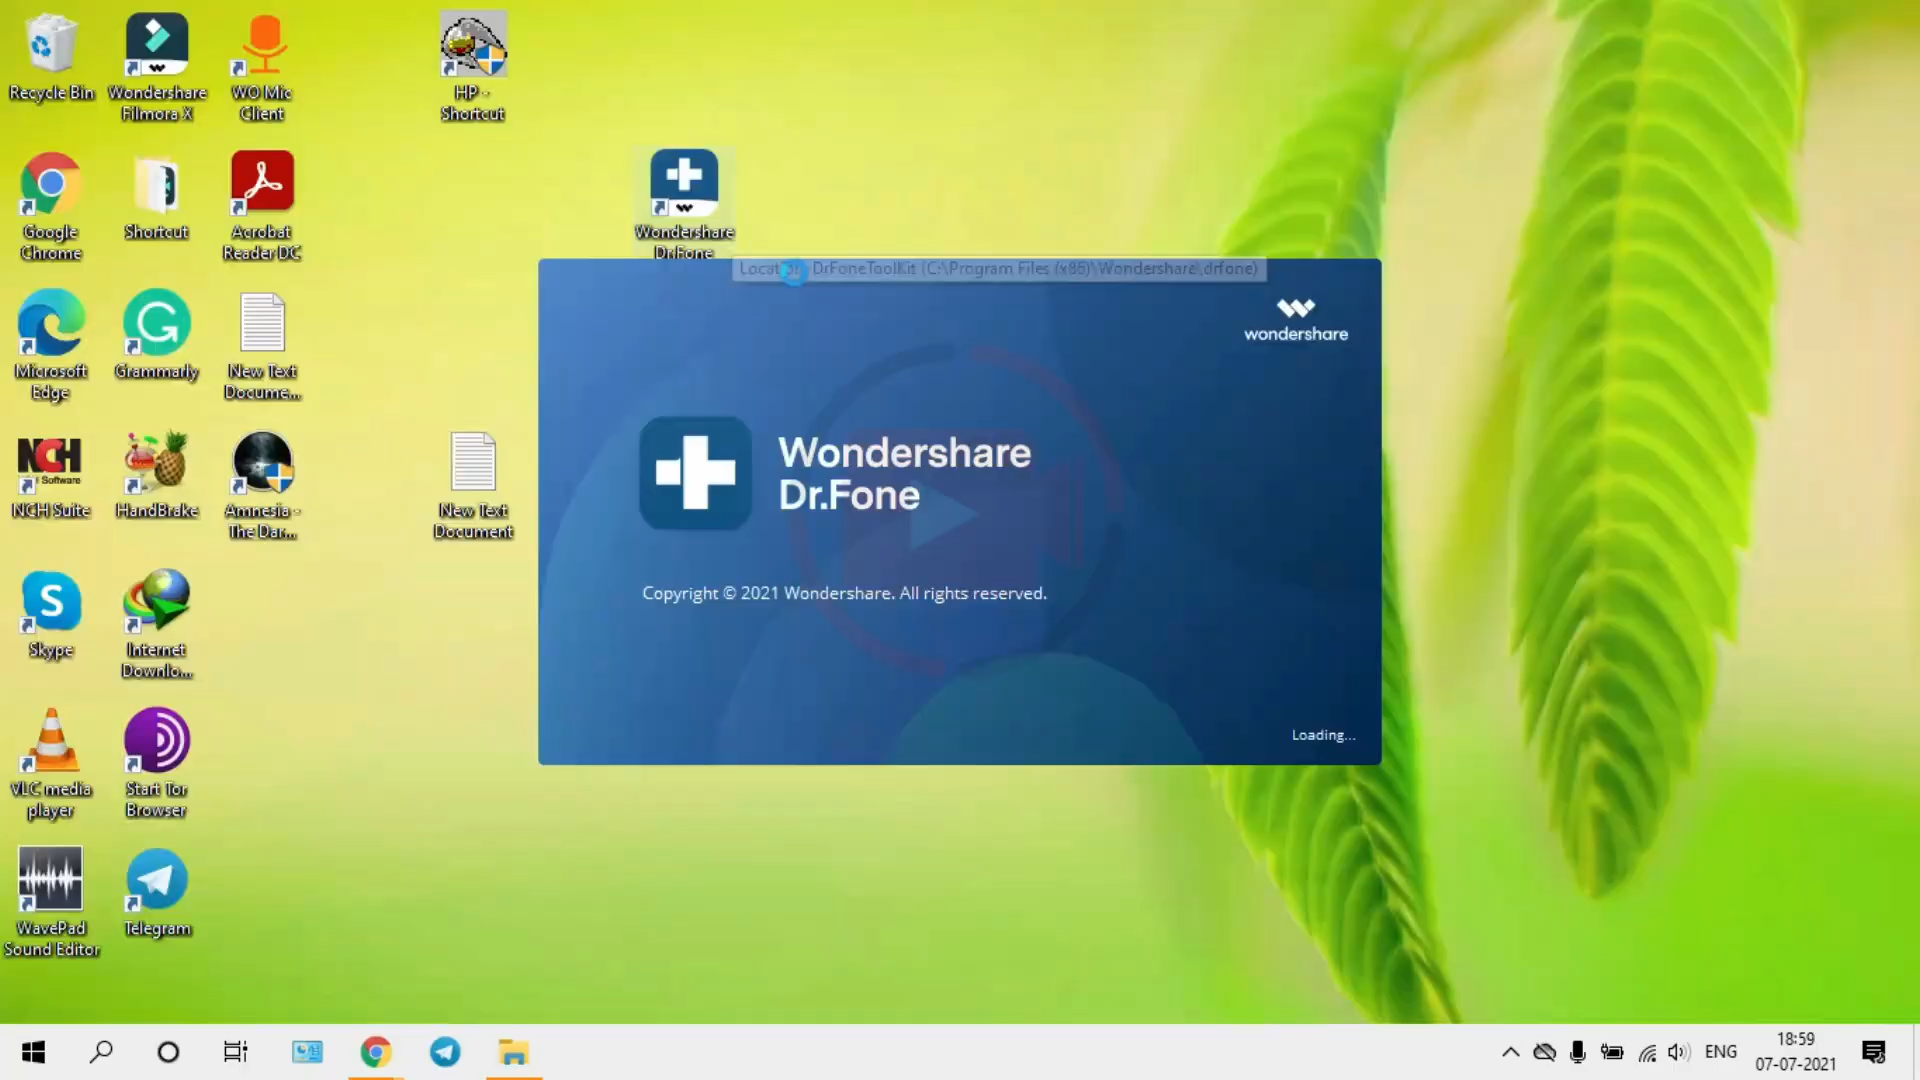 Recycle Bin
Wondershare
Filmora X
WO Mic
Client
HP -
Shortcut
Google
Chrome
Shortcut
Acrobat
Reader DC
Wondershare
Dr.Fone
DrFoneToolKit (C:\Program Files (x86)\Wondershare\drfone)
wondershare
Microsoft
Edge
Grammarly
New Text
Docume...
Wondershare
Dr.Fone
NCH
Software
NCH Suite
HandBrake
Amnesia -
The Dar...
New Text
Document
Copyright © 2021 Wondershare. All rights reserved.
S
Skype
Internet
Downlo...
Loading...
VLC media
player
Start Tor
Browser
WavePad
Sound Editor
Telegram
ENG
18:59
07-07-2021